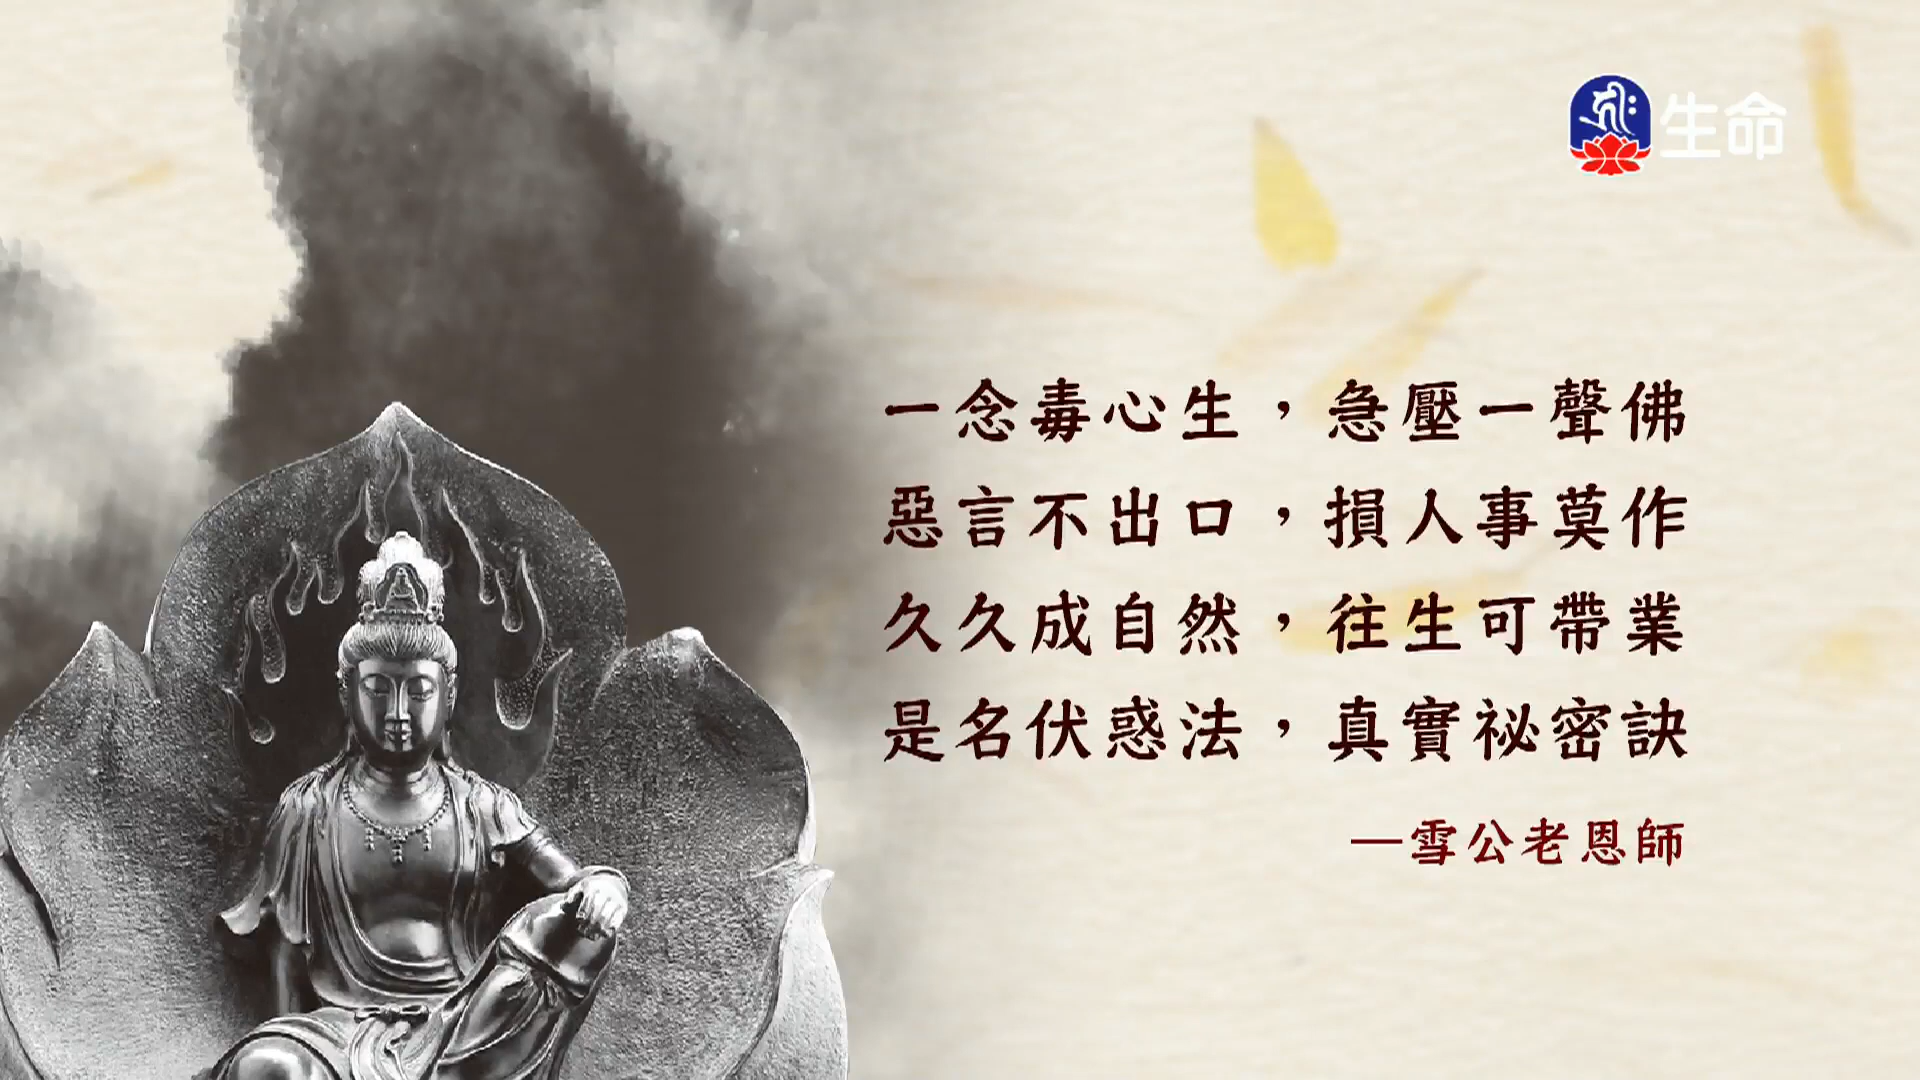 生命
一念毒心生，急壓一聲佛
惡言不出口，損人事莫作
久久成自然，往生可帶業
是名伏惑法，真實祕密訣
—雪公老恩師